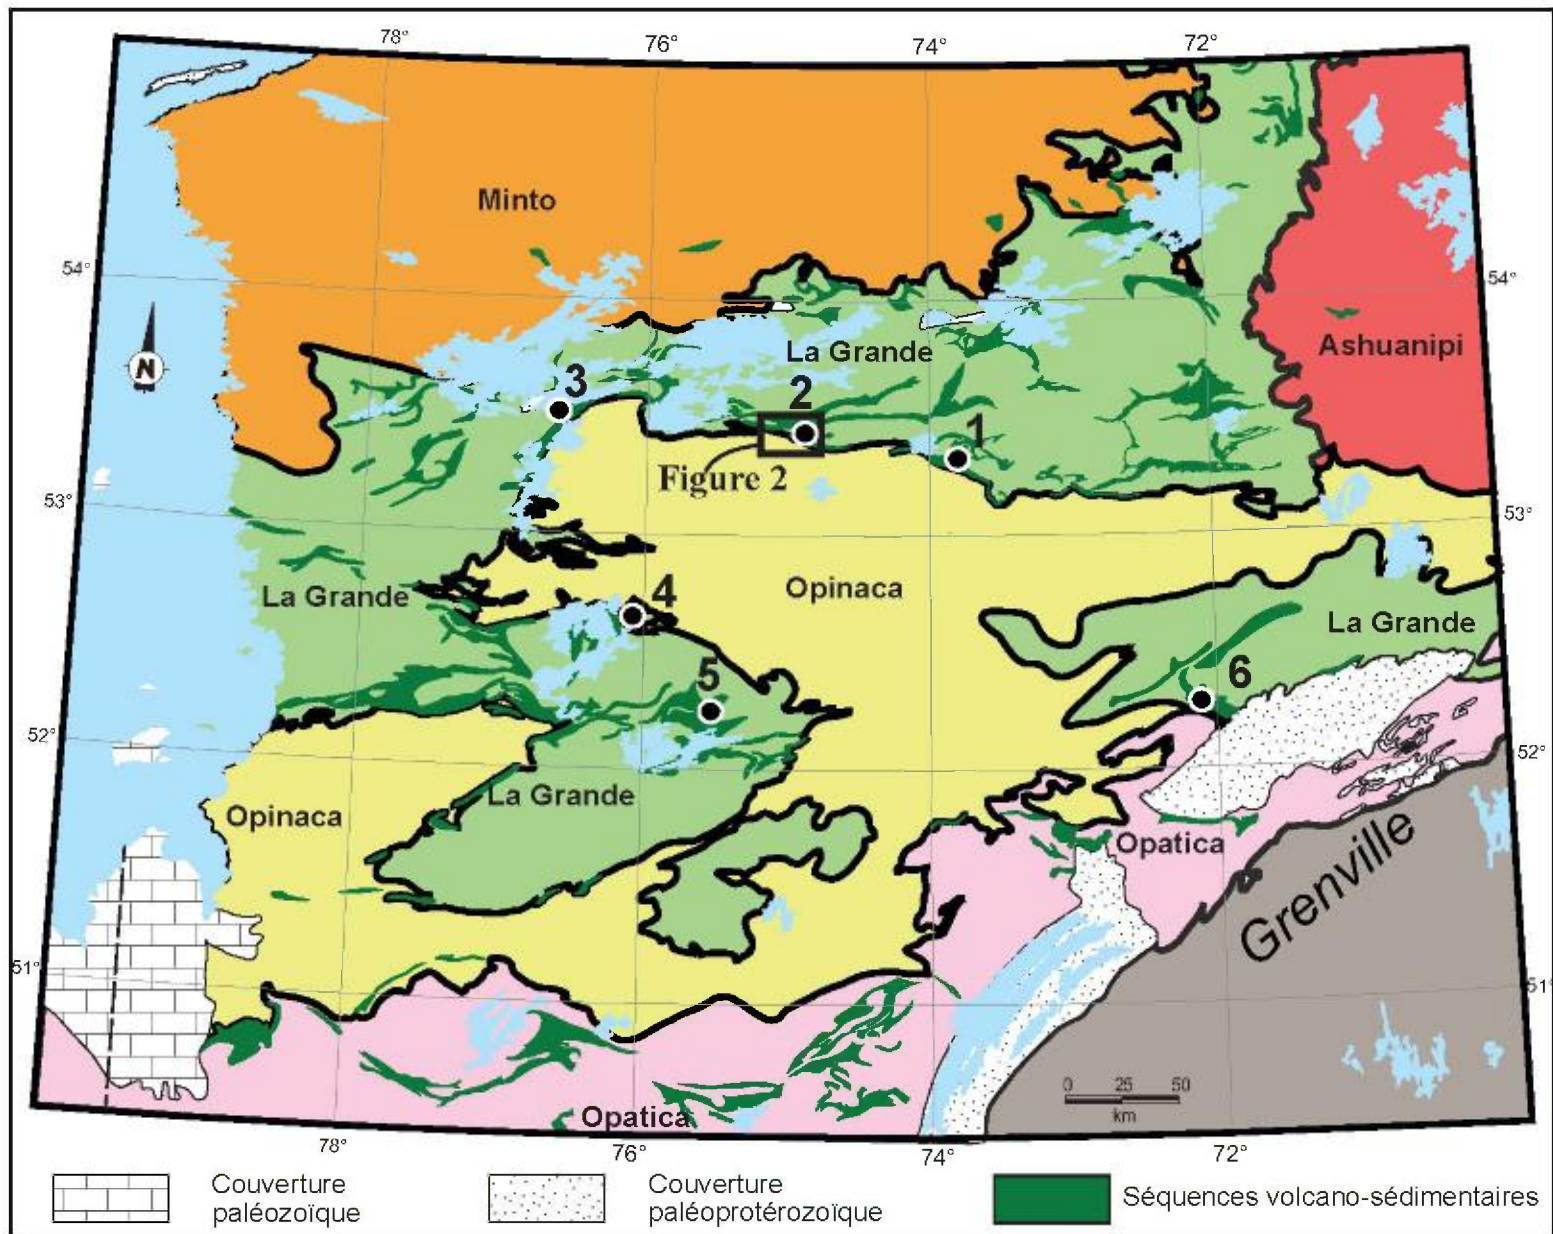 78°
76°
74°
72°
Minto
54°
54°
Ashuanipi
La Grande
N
3
2
1
Figure 2
53°
53°
Opinaca
La Grande
4
La Grande
5
6
52°
52°
La Grande
Opinaca
Opatica
Grenville
51°
51°
0 25 50
km
Opatica
78°
76°
74°
72°
Couverture
paléozoïque
Couverture
paléoprotérozoïque
Séquences volcano-sédimentaires